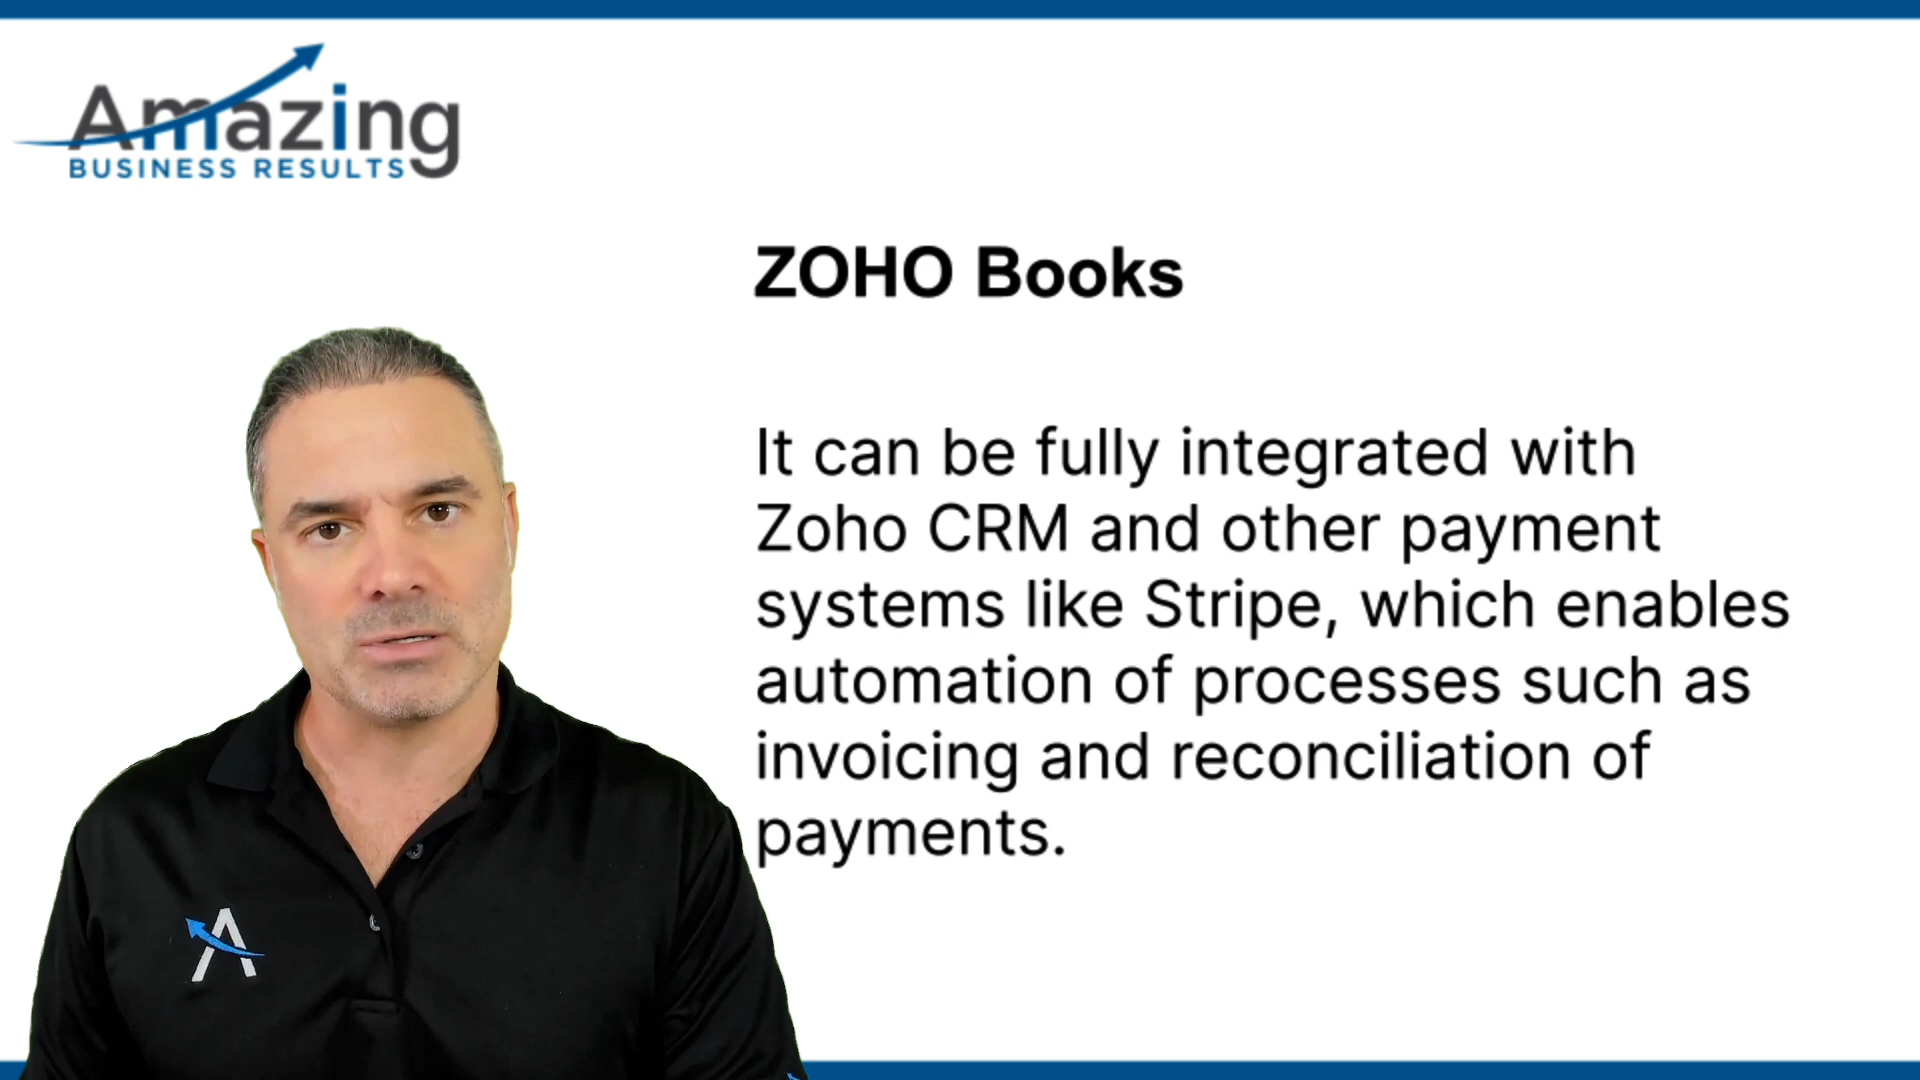 Amazing
BUSINESS RESULTS
ZOHO Books
It can be fully integrated with
Zoho CRM and other payment
systems like Stripe, which enables
automation of processes such as
invoicing and reconciliation of
payments.
A